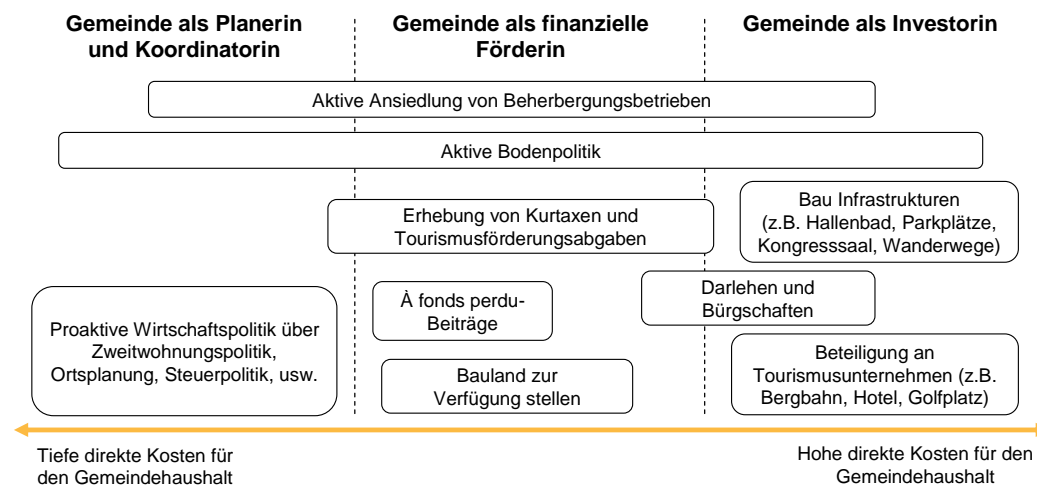 Gemeinde als Planerin
und Koordinatorin
Gemeinde als finanzielle
Förderin
Gemeinde als Investorin
Aktive Ansiedlung von Beherbergungsbetrieben
Aktive Bodenpolitik
Erhebung von Kurtaxen und
Tourismusförderungsabgaben
Bau Infrastrukturen
(z.B. Hallenbad, Parkplätze,
Kongresssaal, Wanderwege)
Proaktive Wirtschaftspolitik über
Zweitwohnungspolitik,
Ortsplanung, Steuerpolitik, usw.
À fonds perdu-
Beiträge
Darlehen und
Bürgschaften
Bauland zur
Verfügung stellen
Beteiligung an
Tourismusunternehmen (z.B.
Bergbahn, Hotel, Golfplatz)
Tiefe direkte Kosten für
den Gemeindehaushalt
Hohe direkte Kosten für den
Gemeindehaushalt